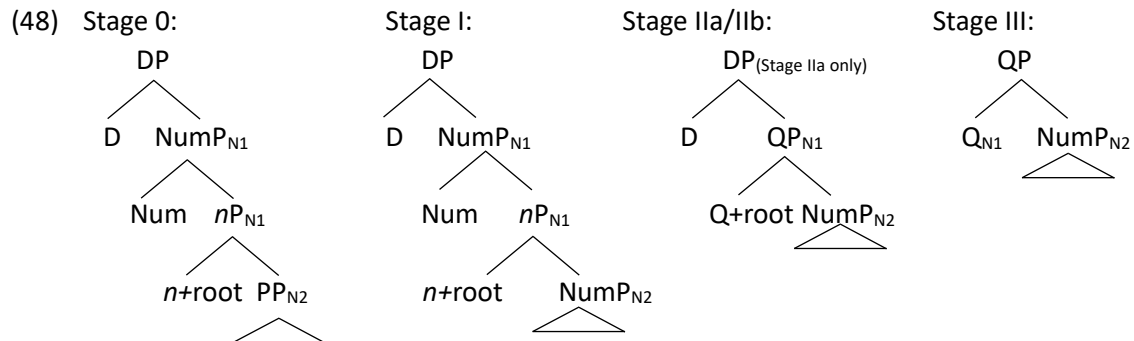 (48) Stage 0: Stage I: Stage IIa/IIb: Stage III:
DP DP DP(Stage IIa only) QP
D NumPN1 D NumPN1 D QPN1 QN1 NumPN2
Num nPN1 Num nPN1 Q+root NumPN2
n+root PPN2 n+root NumPN2